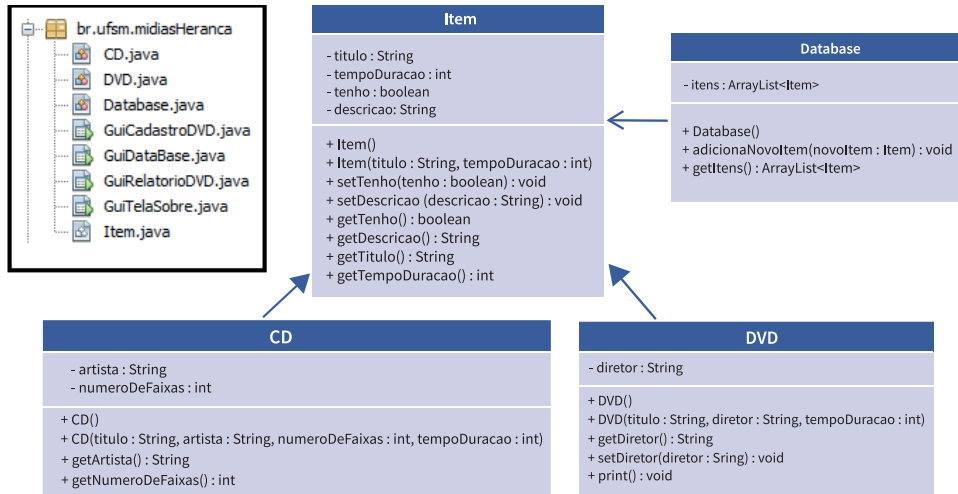 br.ufsm.midiasHeranca
CD.java
DVD.java
Database.java
GuiCadastroDVD.java
GuiDataBase.java
GuiRelatorioDVD.java
GuiTelaSobre.java
Item.java
Item
- titulo : String
- tempoDuracao : int
- tenho : boolean
- descricao: String
+ Item()
+ Item(titulo : String, tempoDuracao : int)
+ setTenho(tenho : boolean) : void
+ setDescricao (descricao : String) : void
+ getTenho() : boolean
+ getDescricao() : String
+ getTitulo() : String
+ getTempoDuracao() : int
Database
- itens : ArrayList<Item>
+ Database()
+ adicionaNovoItem(novoItem : Item) : void
+ getItens() : ArrayList<Item>
CD
- artista : String
- numeroDeFaixas : int
+ CD()
+ CD(titulo : String, artista : String, numeroDeFaixas : int, tempoDuracao : int)
+ getArtista() : String
+ getNumeroDeFaixas() : int
DVD
- diretor : String
+ DVD()
+ DVD(titulo : String, diretor : String, tempoDuracao : int)
+ getDiretor() : String
+ setDiretor(diretor : Sring) : void
+ print() : void